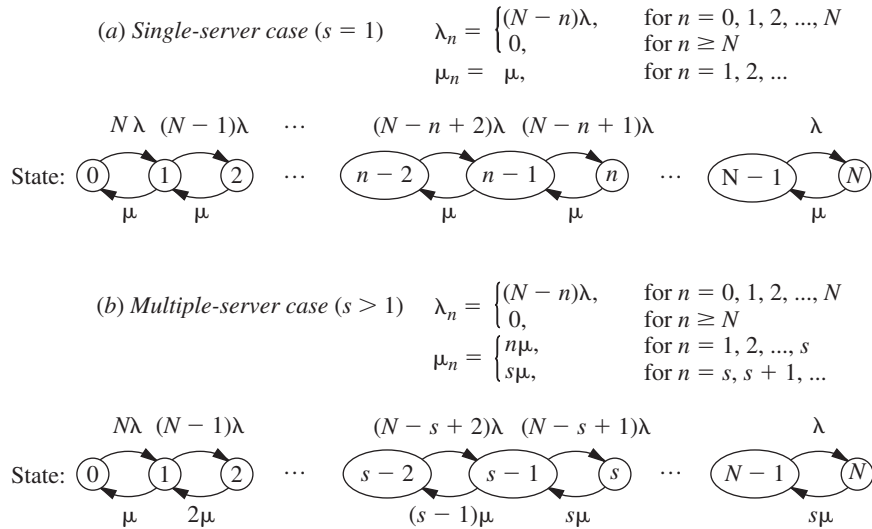 (a) Single-server case (s = 1)
λₙ = { (N − n)λ, for n = 0, 1, 2, ..., N
0, for n ≥ N
μₙ = μ, for n = 1, 2, ...
Nλ (N − 1)λ ... (N − n + 2)λ (N − n + 1)λ λ
State: 0 1 2 ... n − 2 n − 1 n ... N − 1 N
μ μ μ μ μ
(b) Multiple-server case (s > 1)
λₙ = { (N − n)λ, for n = 0, 1, 2, ..., N
0, for n ≥ N
μₙ = { nμ, for n = 1, 2, ..., s
sμ, for n = s, s + 1, ...
Nλ (N − 1)λ (N − s + 2)λ (N − s + 1)λ λ
State: 0 1 2 ... s − 2 s − 1 s ... N − 1 N
μ 2μ (s − 1)μ sμ sμ